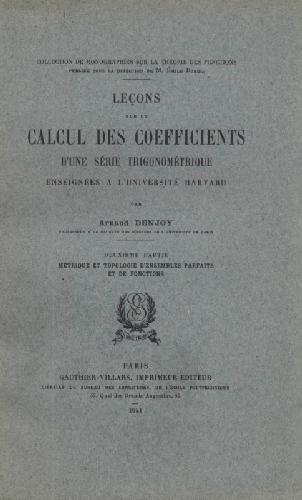 COLLECTION DE MONOGRAPHIES SUR LA THÉORIE DES FONCTIONS
PUBLIÉE SOUS LA DIRECTION DE M. ÉMILE BOREL.
LEÇONS
SUR LE
CALCUL DES COEFFICIENTS
D'UNE SÉRIE TRIGONOMÉTRIQUE
ENSEIGNÉES A L'UNIVERSITÉ HARVARD
PAR
Arnaud DENJOY
PROFESSEUR A LA FACULTÉ DES SCIENCES DE L'UNIVERSITÉ DE PARIS
DEUXIÈME PARTIE
MÉTRIQUE ET TOPOLOGIE D'ENSEMBLES PARFAITS
ET DE FONCTIONS
PARIS
GAUTHIER-VILLARS, IMPRIMEUR-ÉDITEUR
LIBRAIRE DU BUREAU DES LONGITUDES, DE L'ÉCOLE POLYTECHNIQUE
55, Quai des Grands-Augustins, 55
1941